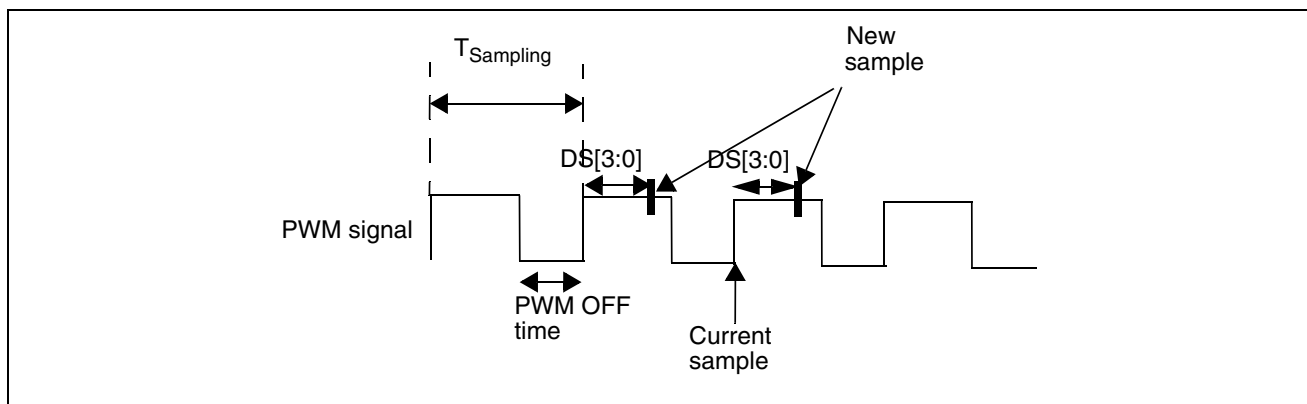 New
sample
TSampling
DS[3:0]
DS[3:0]
PWM signal
PWM OFF
time
Current
sample